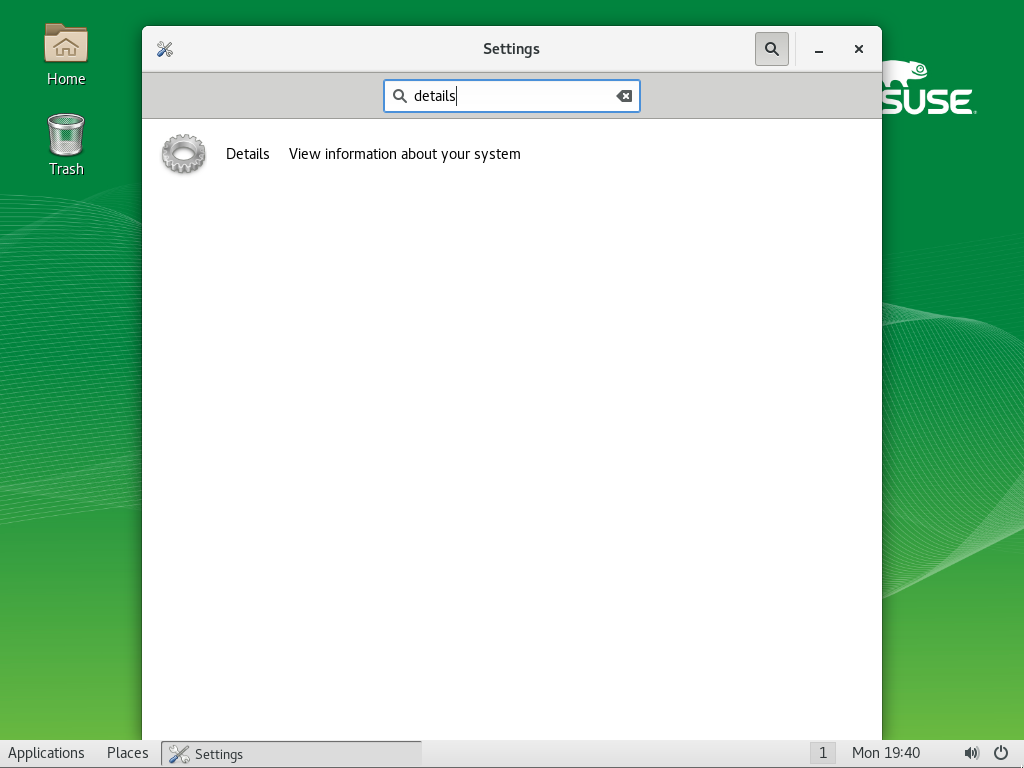 Home
Trash
Settings
SUSE
details
Details View information about your system
Applications Places Settings 1 Mon 19:40